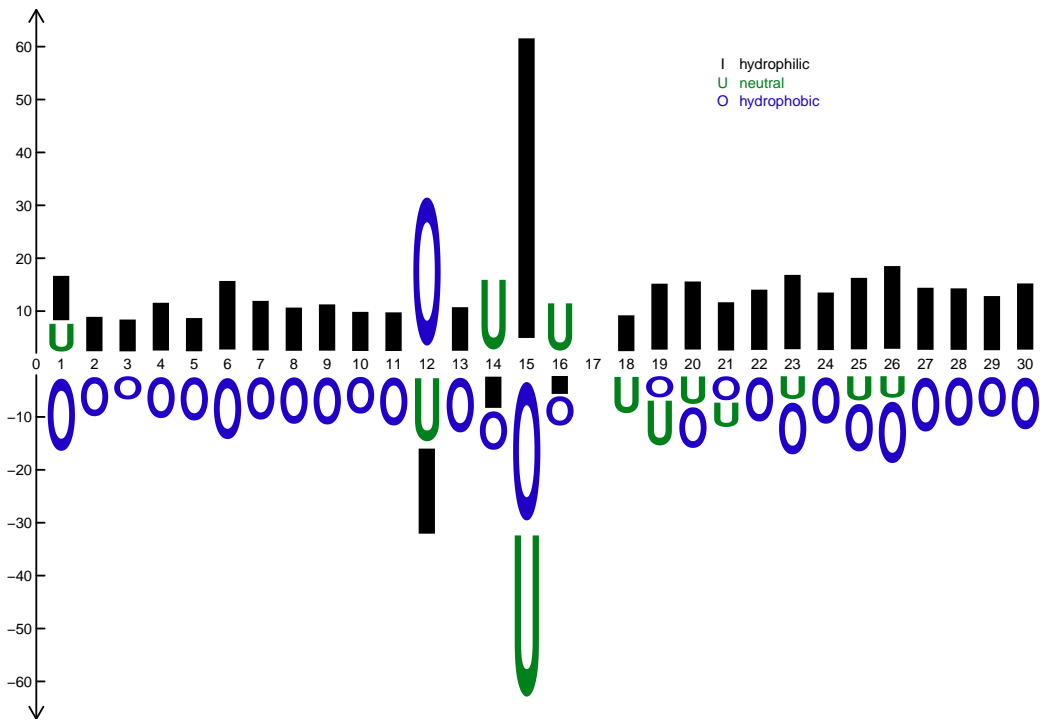 60
50
40
30
20
10
I hydrophilic
U neutral
O hydrophobic
I I I I I I I I I I I O I U I U I I I I I I I I I I I I I
U
0 1 2 3 4 5 6 7 8 9 10 11 12 13 14 15 16 17 18 19 20 21 22 23 24 25 26 27 28 29 30
O O O O O O O O O O O U O I O I U O U O O U O U U O O O O
I O U O U O O O O
−10
−20
−30
−40
−50
−60